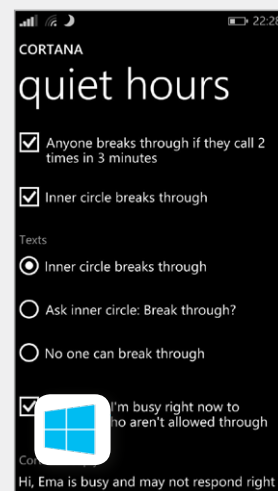 22:28
CORTANA
quiet hours
Anyone breaks through if they call 2
times in 3 minutes
Inner circle breaks through
Texts
Inner circle breaks through
Ask inner circle: Break through?
No one can break through
I'm busy right now to
who aren't allowed through
Hi, Ema is busy and may not respond right